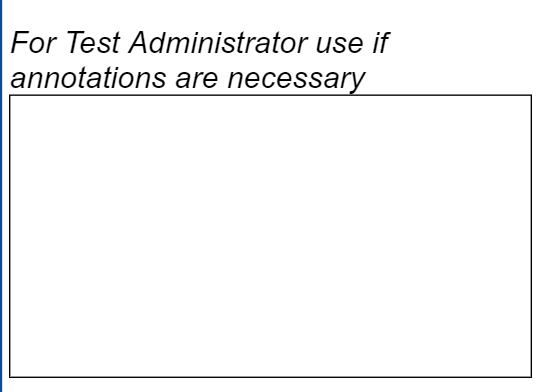 For Test Administrator use if
annotations are necessary